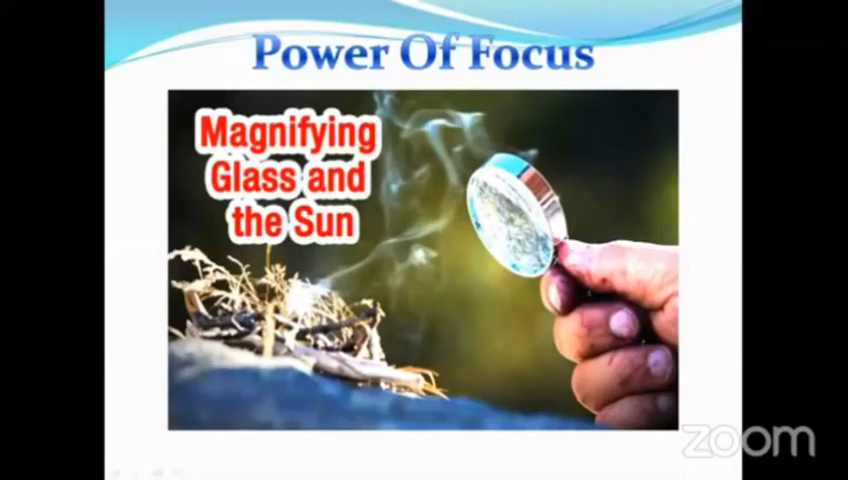 Power Of Focus
Magnifying
Glass and
the Sun
zoom